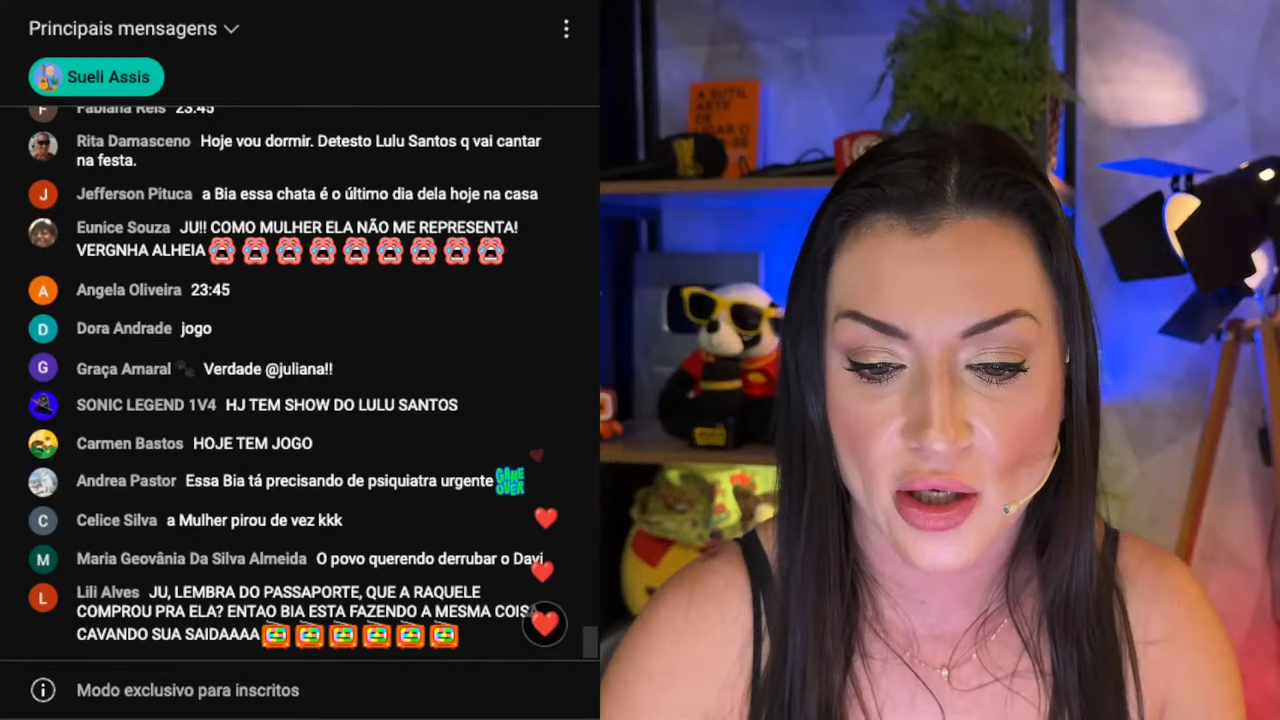 Principais mensagens
Sueli Assis
Fabiana Reis 23:45
Rita Damasceno Hoje vou dormir. Detesto Lulu Santos q vai cantar
na festa.
J
Jefferson Pituca a Bia essa chata é o último dia dela hoje na casa
Eunice Souza JU!! COMO MULHER ELA NÃO ME REPRESENTA!
VERGNHA ALHEIA
A
Angela Oliveira 23:45
D
Dora Andrade jogo
G
Graça Amaral Verdade @juliana!!
SONIC LEGEND 1V4 HJ TEM SHOW DO LULU SANTOS
Carmen Bastos HOJE TEM JOGO
Andrea Pastor Essa Bia tá precisando de psiquiatra urgente GAME OVER
C
Celice Silva a Mulher pirou de vez kkk
M
Maria Geovânia Da Silva Almeida O povo querendo derrubar o Davi
L
Lili Alves JU, LEMBRA DO PASSAPORTE, QUE A RAQUELE
COMPROU PRA ELA? ENTAO BIA ESTA FAZENDO A MESMA COISA
CAVANDO SUA SAIDAAAA
Modo exclusivo para inscritos
A SUTIL
ARTE
DE